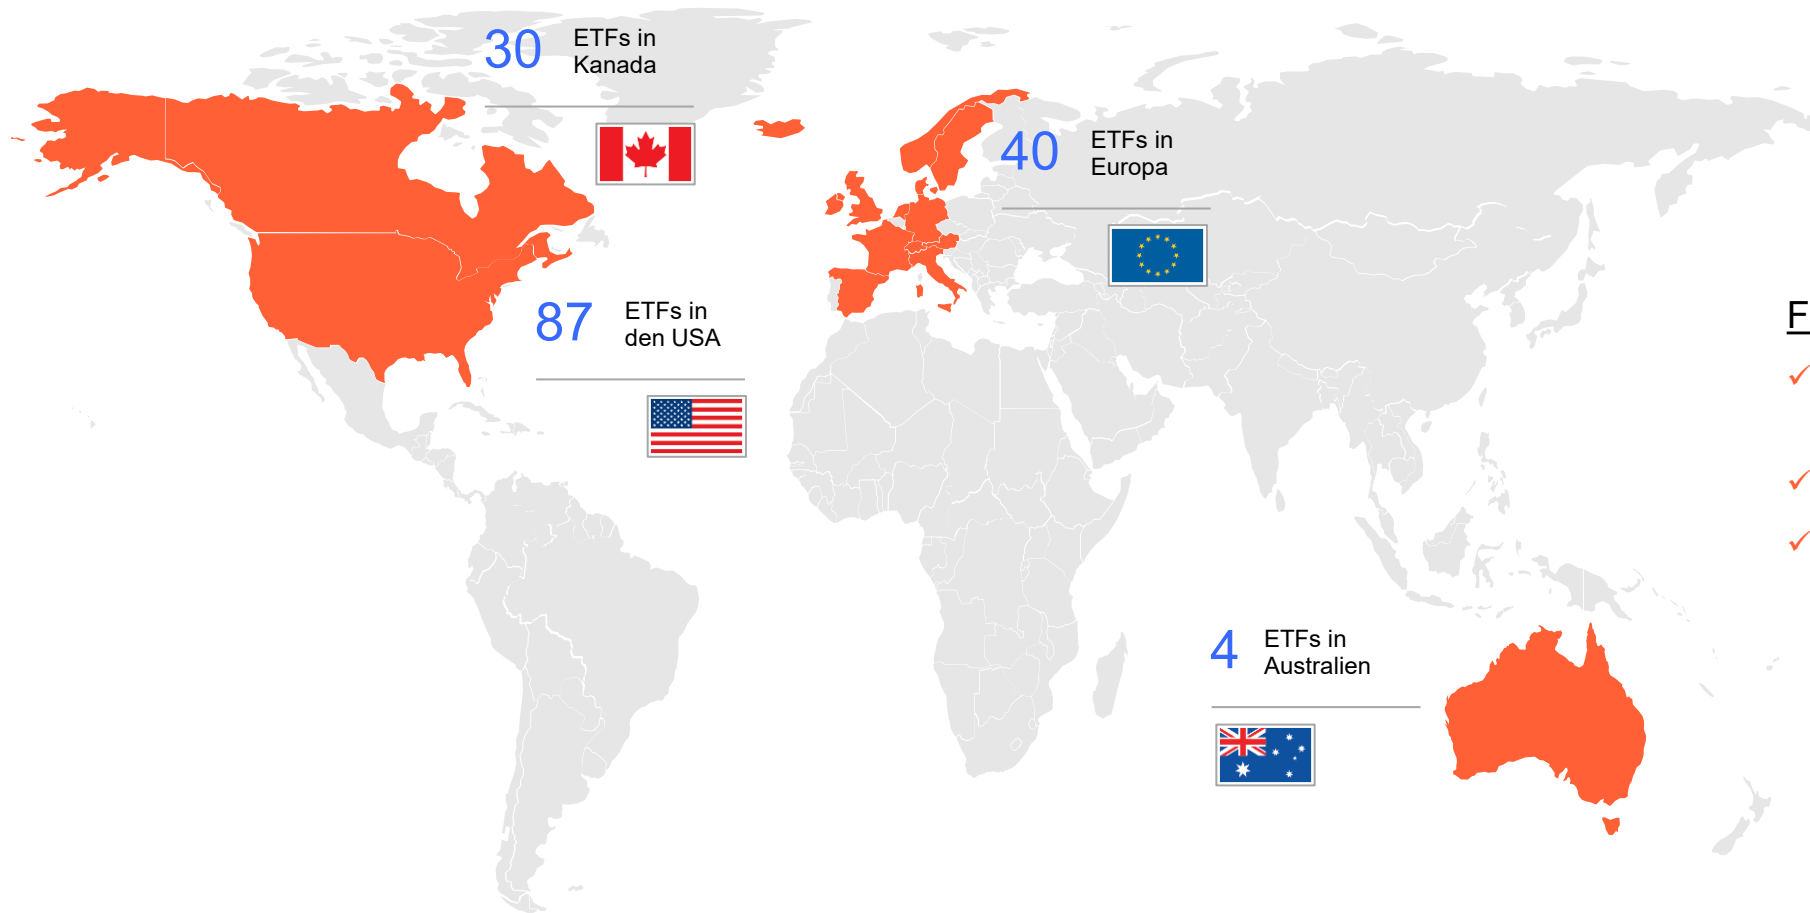 30 ETFs in
Kanada
40 ETFs in
Europa
87 ETFs in
den USA
F
4 ETFs in
Australien